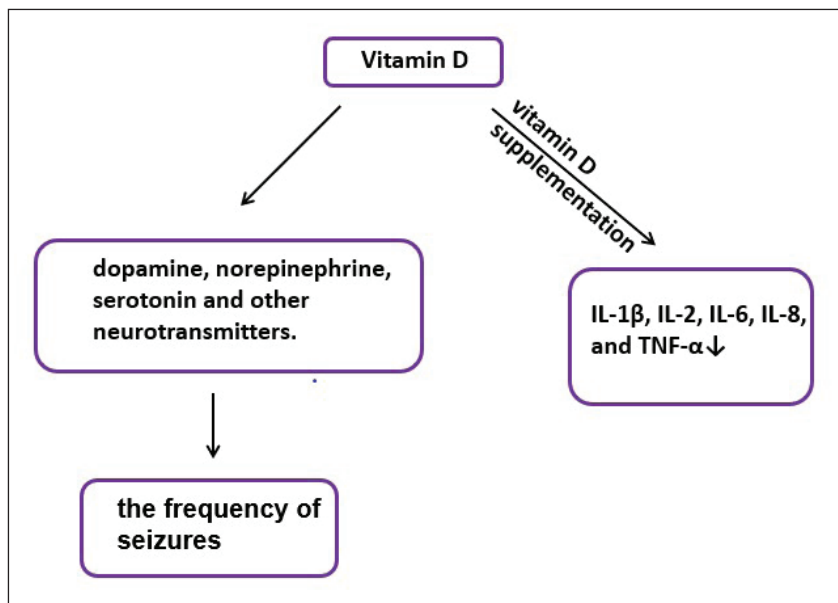 Vitamin D
vitamin D
supplementation
dopamine, norepinephrine,
serotonin and other
neurotransmitters.
IL-1β, IL-2, IL-6, IL-8,
and TNF-α↓
the frequency of
seizures